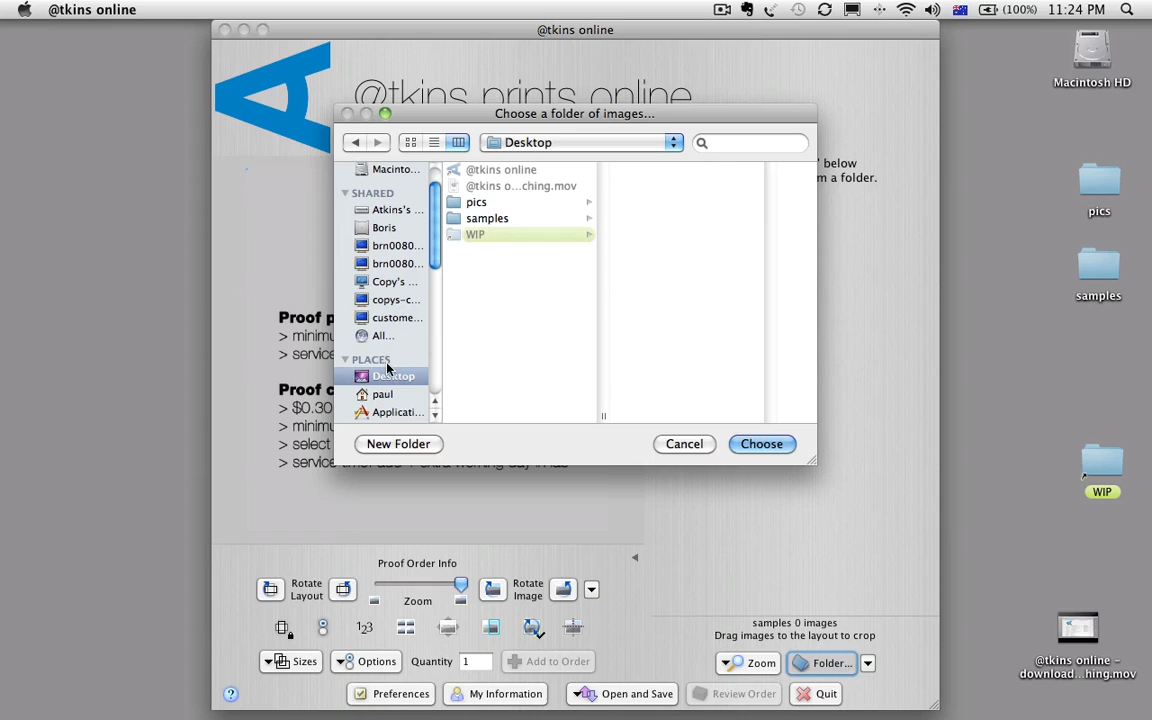 @tkins online
(100%) 11:24 PM
@tkins online
@tkins prints online
Choose a folder of images...
Desktop
Macinto...
SHARED
Atkins's ...
Boris
brn0080...
brn0080...
Copy's ...
copys-c...
custome...
All...
PLACES
Desktop
paul
Applicati...
@tkins online
@tkins o...ching.mov
pics
samples
WIP
New Folder
Cancel
Choose
below
m a folder.
Proof p
> minimu
> service
Proof c
> $0.30
> minimu
> select
Proof Order Info
Rotate Layout
Zoom
Rotate Image
123
Sizes
Options
Quantity 1
Add to Order
samples 0 images
Drag images to the layout to crop
Zoom
Folder...
?
Preferences
My Information
Open and Save
Review Order
Quit
Macintosh HD
pics
samples
WIP
@tkins online –
download...hing.mov